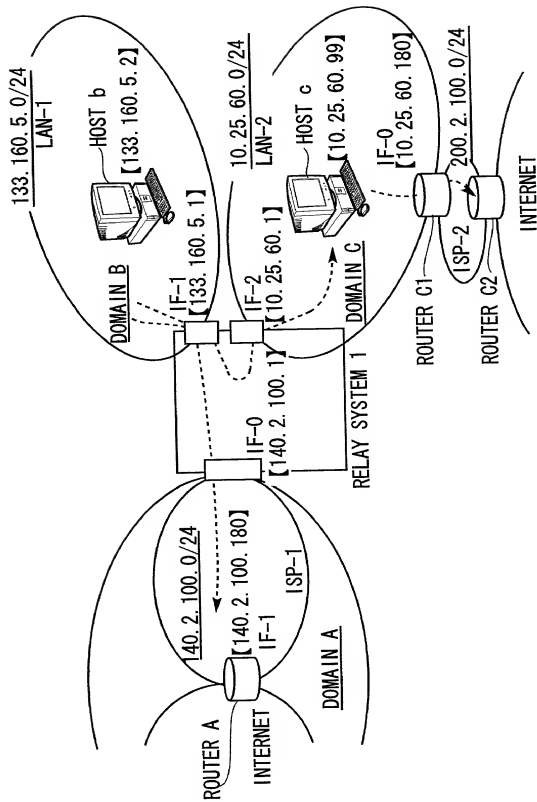 133. 160. 5. 0/24
LAN-1
HOST b
【133. 160. 5. 2】
DOMAIN B
IF-1
【133. 160. 5. 1】
10. 25. 60. 0/24
LAN-2
HOST c
【10. 25. 60. 99】
IF-2
【10. 25. 60. 1】
DOMAIN C
IF-0
【10. 25. 60. 180】
200. 2. 100. 0/24
ISP-2
ROUTER C1
ROUTER C2
INTERNET
IF-0
【140. 2. 100. 1】
RELAY SYSTEM 1
140. 2. 100. 0/24
【140. 2. 100. 180】
IF-1
ISP-1
ROUTER A
INTERNET
DOMAIN A